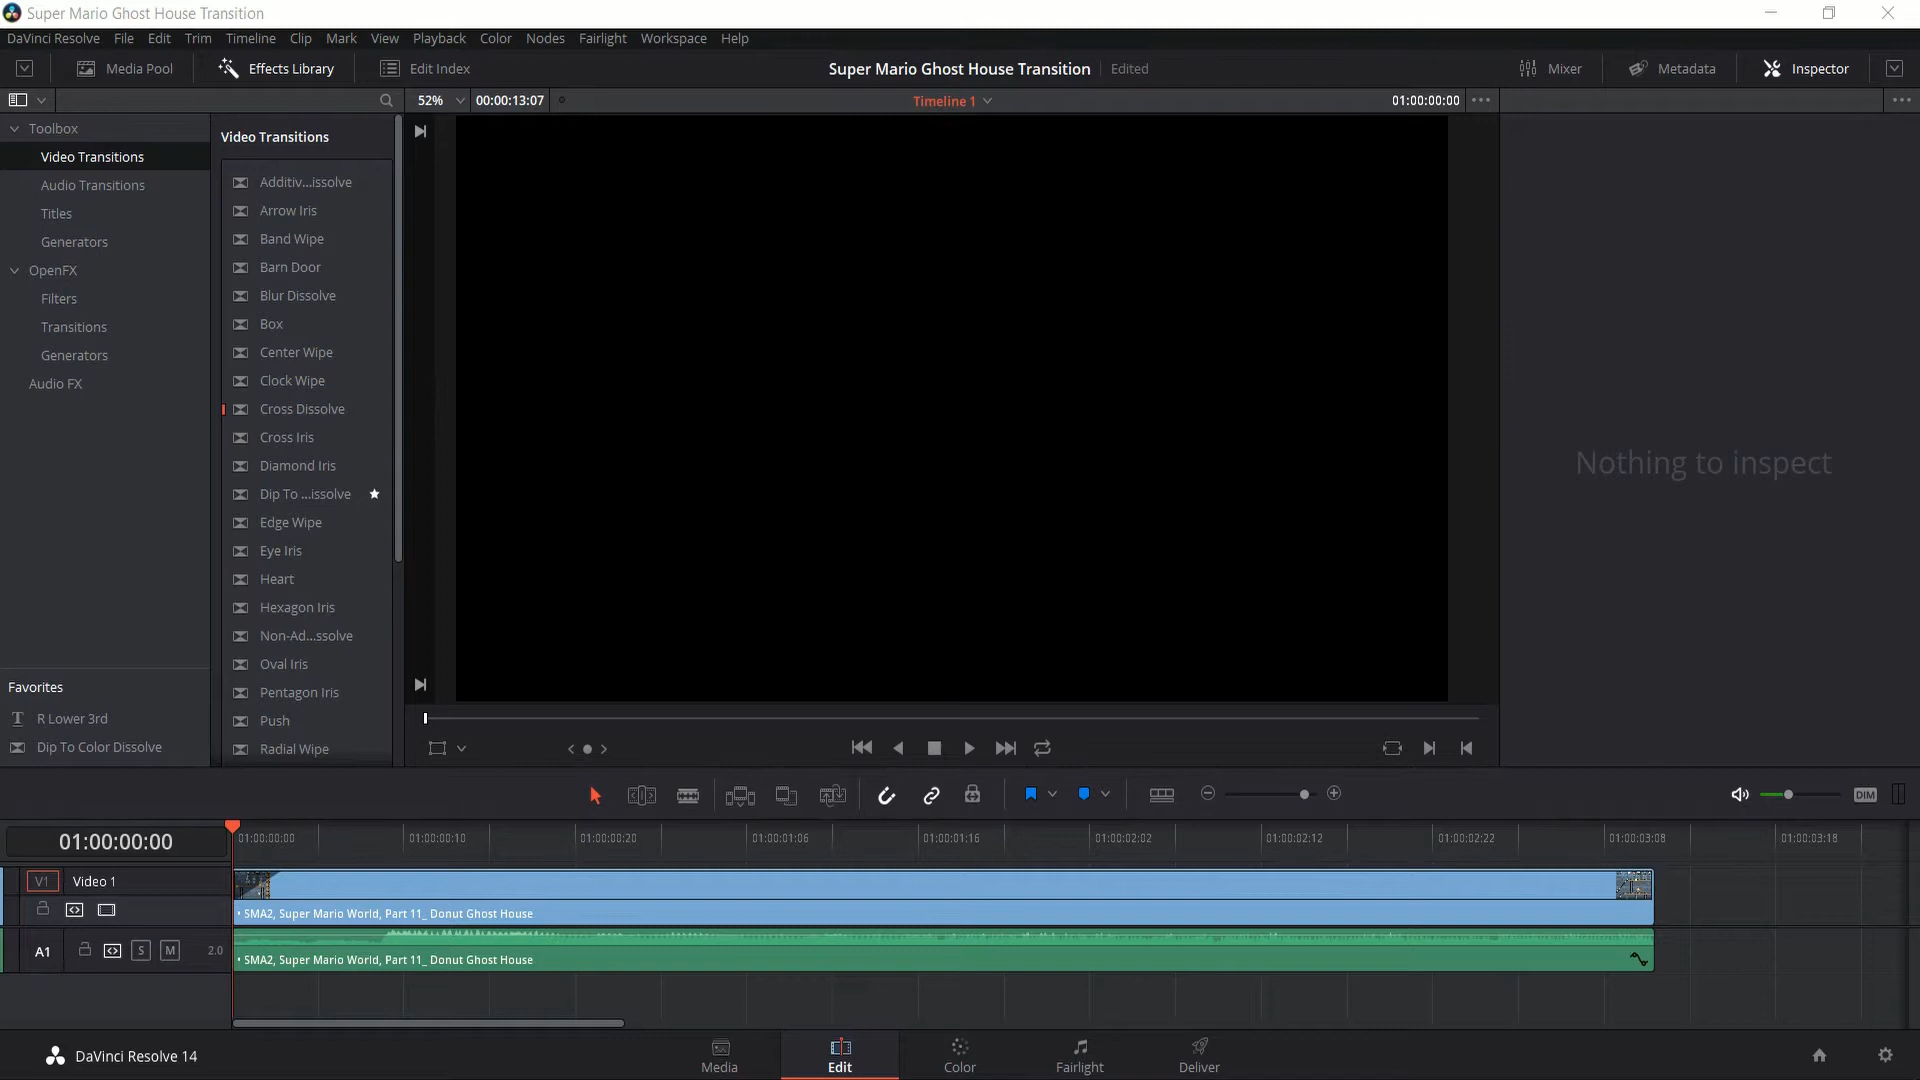 Super Mario Ghost House Transition
DaVinci Resolve File Edit Trim Timeline Clip Mark View Playback Color Nodes Fairlight Workspace Help
Media Pool Effects Library Edit Index Super Mario Ghost House Transition Edited Mixer Metadata Inspector
52% 00:00:13:07 Timeline 1 01:00:00:00
Toolbox
Video Transitions
Audio Transitions
Titles
Generators
OpenFX
Filters
Transitions
Generators
Audio FX
Favorites
R Lower 3rd
Dip To Color Dissolve
Video Transitions
Additiv...issolve
Arrow Iris
Band Wipe
Barn Door
Blur Dissolve
Box
Center Wipe
Clock Wipe
Cross Dissolve
Cross Iris
Diamond Iris
Dip To ...issolve
Edge Wipe
Eye Iris
Heart
Hexagon Iris
Non-Ad...ssolve
Oval Iris
Pentagon Iris
Push
Radial Wipe
Nothing to inspect
DIM
01:00:00:00 01:00:00:00 01:00:00:10 01:00:00:20 01:00:01:06 01:00:01:16 01:00:02:02 01:00:02:12 01:00:02:22 01:00:03:08 01:00:03:18
V1 Video 1
• SMA2, Super Mario World, Part 11_ Donut Ghost House
A1 S M 2.0
• SMA2, Super Mario World, Part 11_ Donut Ghost House
DaVinci Resolve 14 Media Edit Color Fairlight Deliver